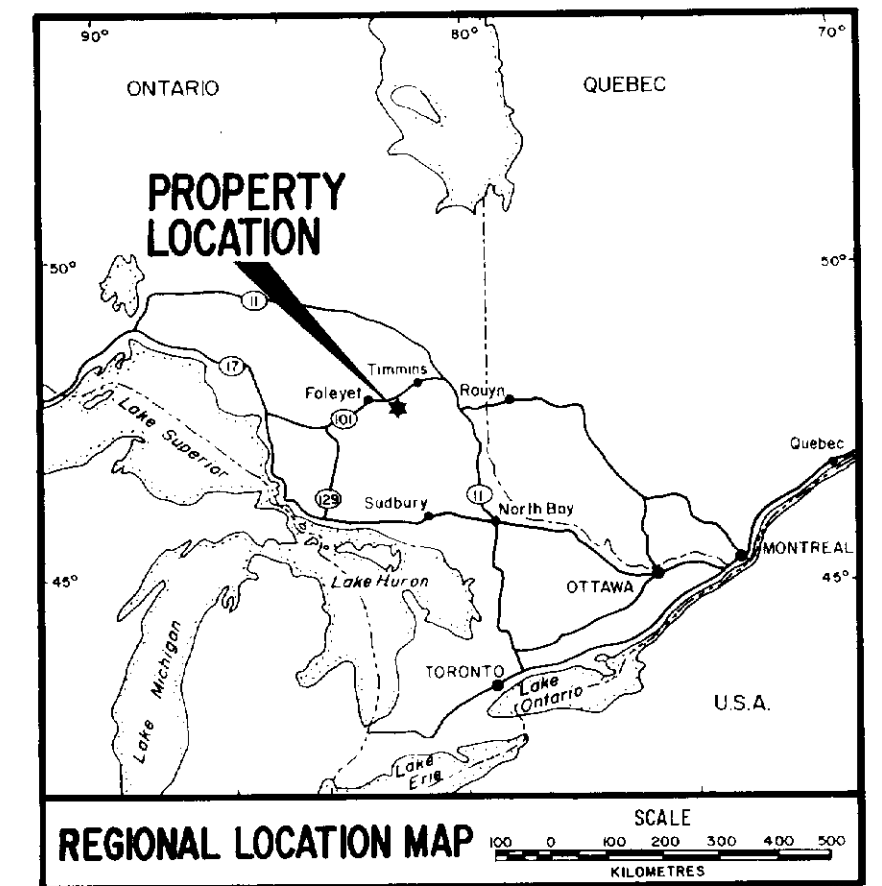 90°
80°
70°
ONTARIO
QUEBEC
PROPERTY
LOCATION
50°
50°
11
17
Timmins
Foleyet
Rouyn
101
Lake Superior
Quebec
129
Sudbury
11
North Bay
MONTREAL
Lake Huron
OTTAWA
45°
45°
Lake Michigan
TORONTO
Lake
Ontario
U.S.A.
Lake
Erie
REGIONAL LOCATION MAP
SCALE
100 0 100 200 300 400 500
KILOMETRES